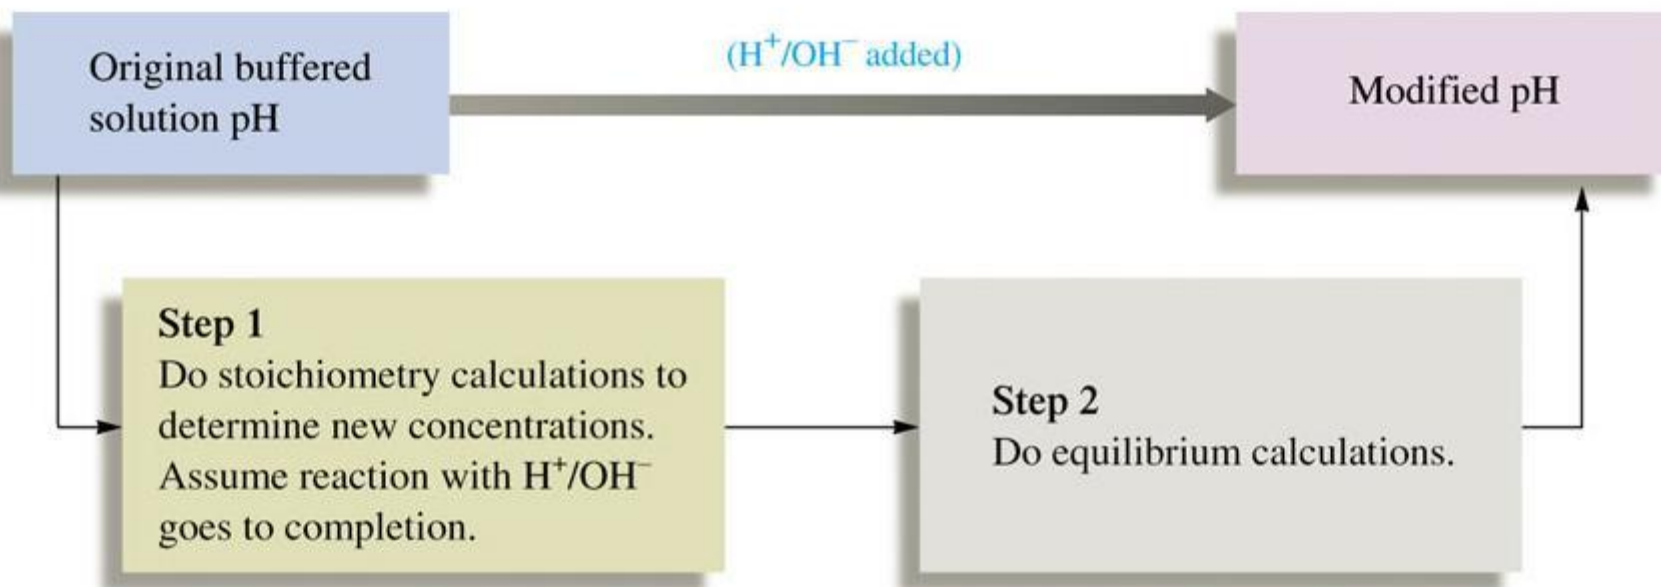 Original buffered
solution pH
(H⁺/OH⁻ added)
Modified pH
Step 1
Do stoichiometry calculations to
determine new concentrations.
Assume reaction with H⁺/OH⁻
goes to completion.
Step 2
Do equilibrium calculations.